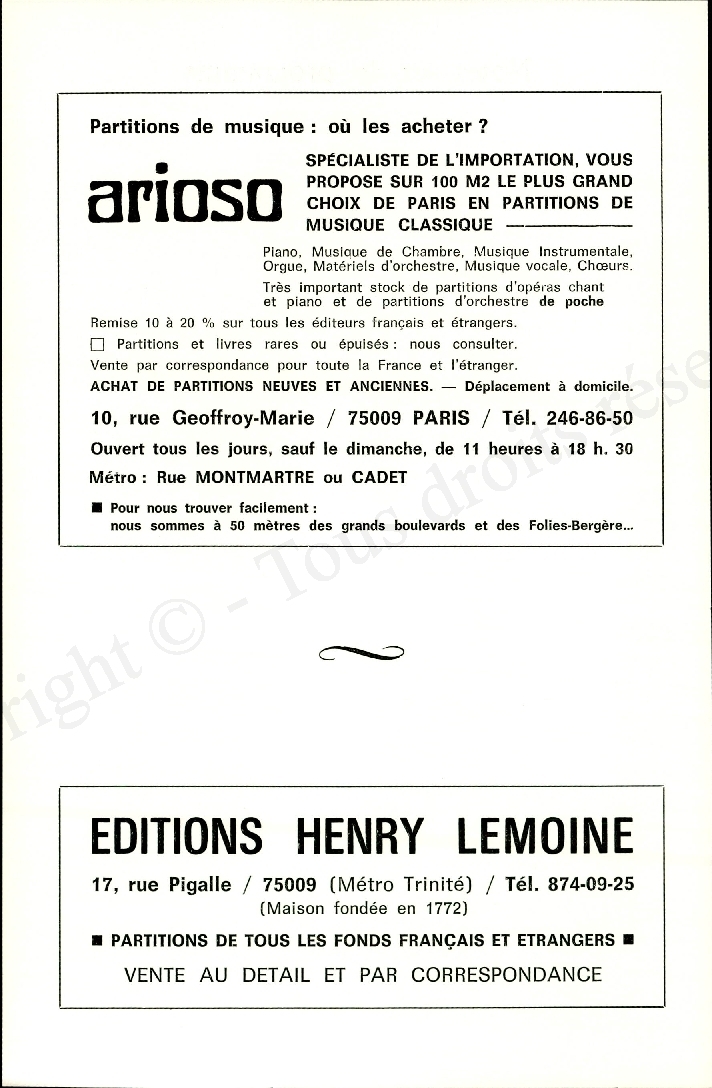 Partitions de musique : où les acheter ?
arioso
SPÉCIALISTE DE L'IMPORTATION, VOUS
PROPOSE SUR 100 M2 LE PLUS GRAND
CHOIX DE PARIS EN PARTITIONS DE
MUSIQUE CLASSIQUE
Piano, Musique de Chambre, Musique Instrumentale,
Orgue, Matériels d'orchestre, Musique vocale, Chœurs.
Très important stock de partitions d'opéras chant
et piano et de partitions d'orchestre de poche
Remise 10 à 20 % sur tous les éditeurs français et étrangers.
□ Partitions et livres rares ou épuisés : nous consulter.
Vente par correspondance pour toute la France et l'étranger.
ACHAT DE PARTITIONS NEUVES ET ANCIENNES. — Déplacement à domicile.
10, rue Geoffroy-Marie / 75009 PARIS / Tél. 246-86-50
Ouvert tous les jours, sauf le dimanche, de 11 heures à 18 h. 30
Métro : Rue MONTMARTRE ou CADET
■ Pour nous trouver facilement :
nous sommes à 50 mètres des grands boulevards et des Folies-Bergère...
right © - Tous droits rése
EDITIONS HENRY LEMOINE
17, rue Pigalle / 75009 (Métro Trinité) / Tél. 874-09-25
(Maison fondée en 1772)
■ PARTITIONS DE TOUS LES FONDS FRANÇAIS ET ETRANGERS ■
VENTE AU DETAIL ET PAR CORRESPONDANCE